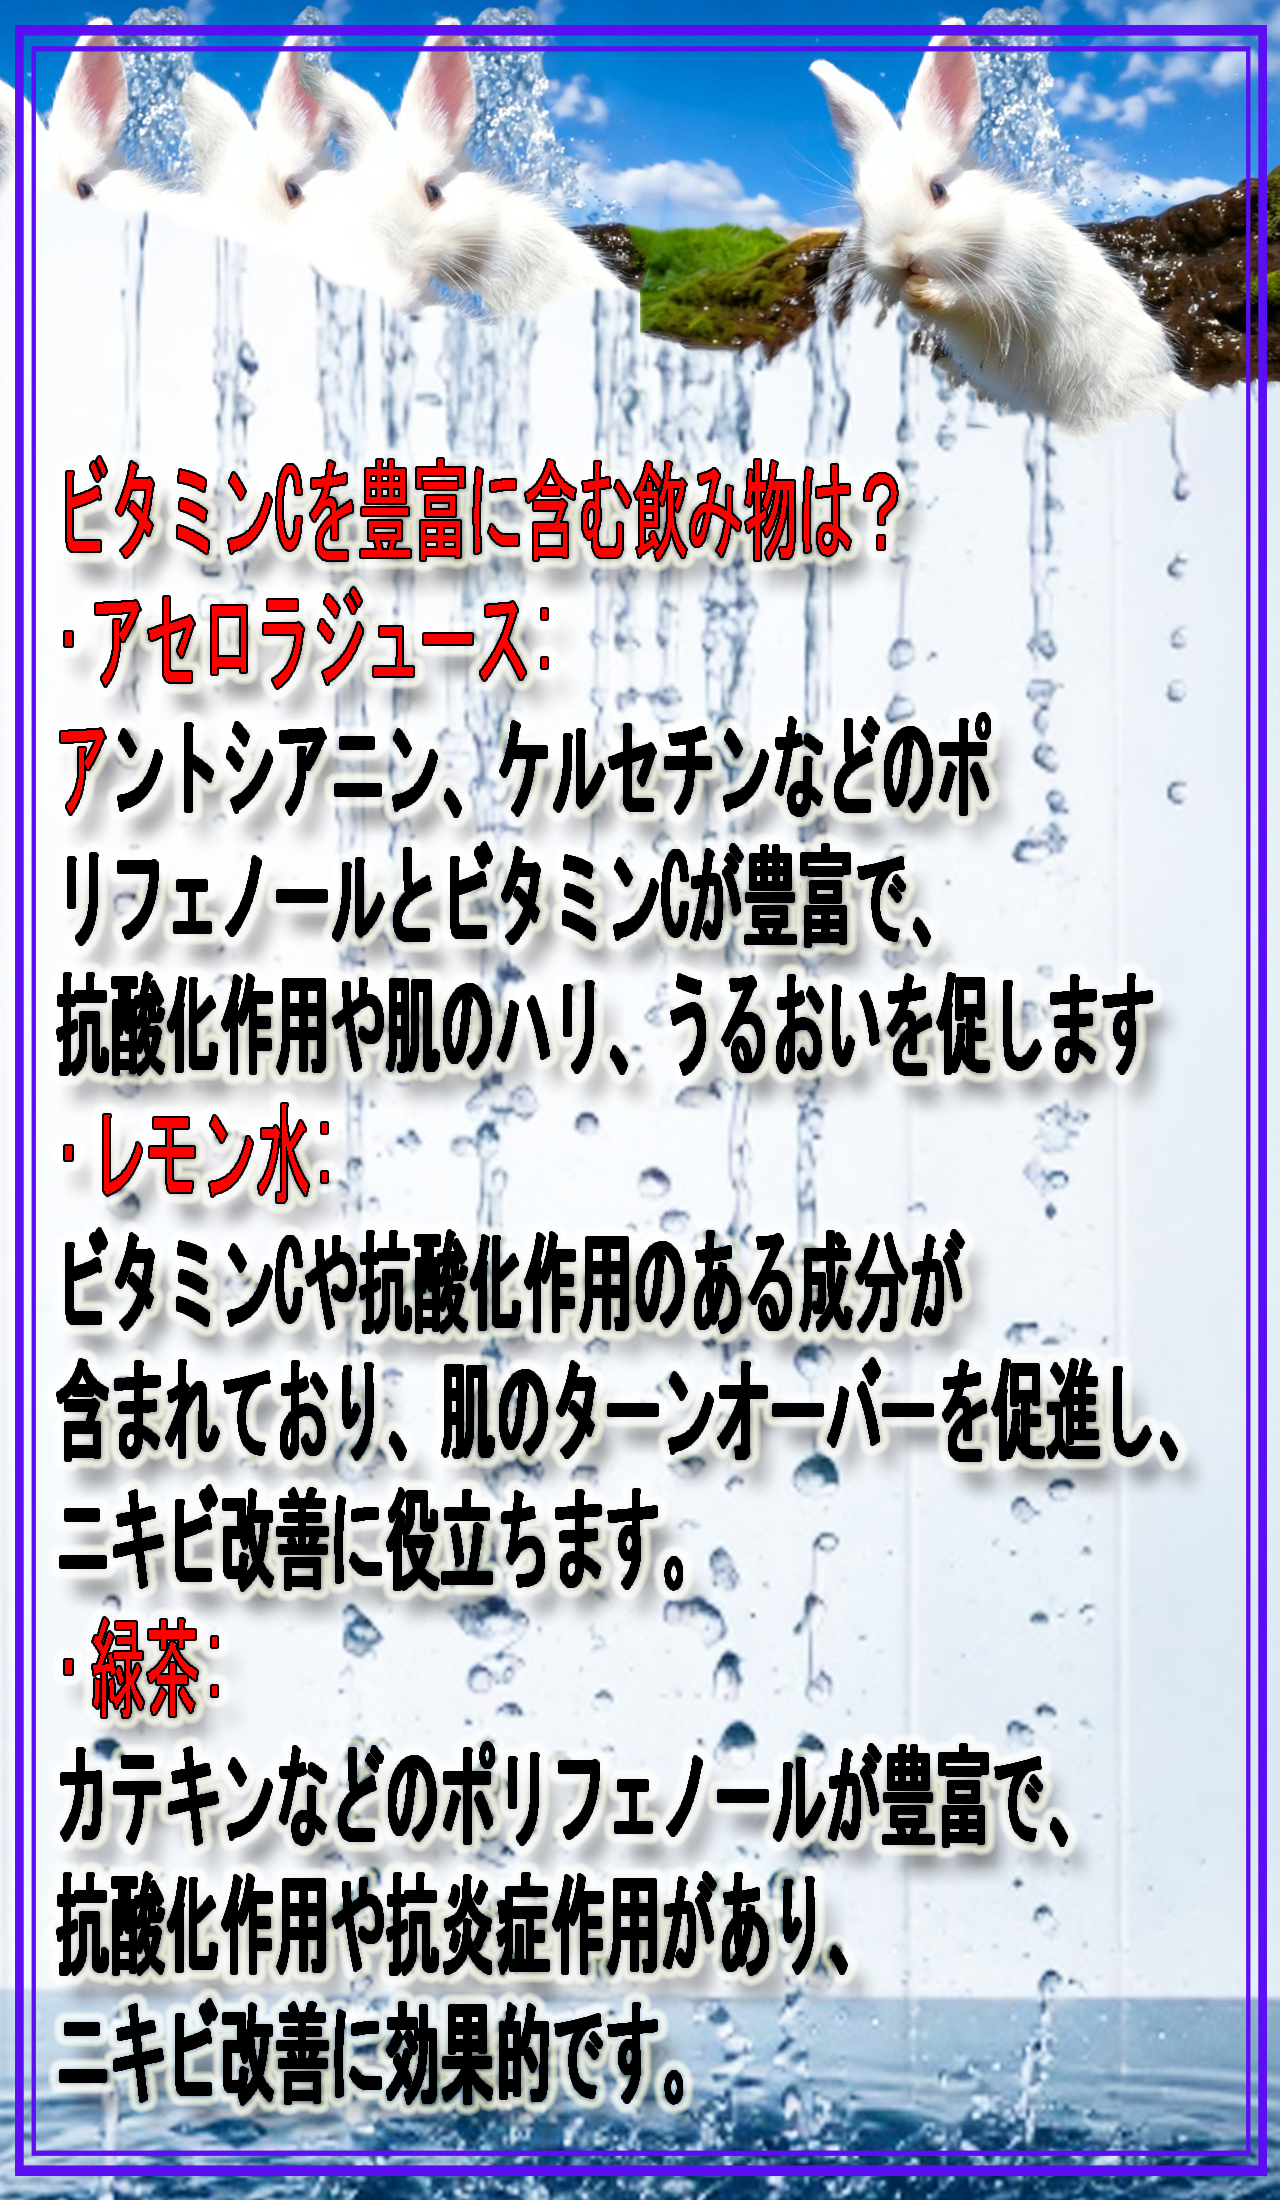 ビタミンCを豊富に含む飲み物は？
・アセロラジュース:
アントシアニン、ケルセチンなどのポ
リフェノールとビタミンCが豊富で、
抗酸化作用や肌のハリ、うるおいを促します
・レモン水:
ビタミンCや抗酸化作用のある成分が
含まれており、肌のターンオーバーを促進し、
ニキビ改善に役立ちます。
・緑茶:
カテキンなどのポリフェノールが豊富で、
抗酸化作用や抗炎症作用があり、
ニキビ改善に効果的です。